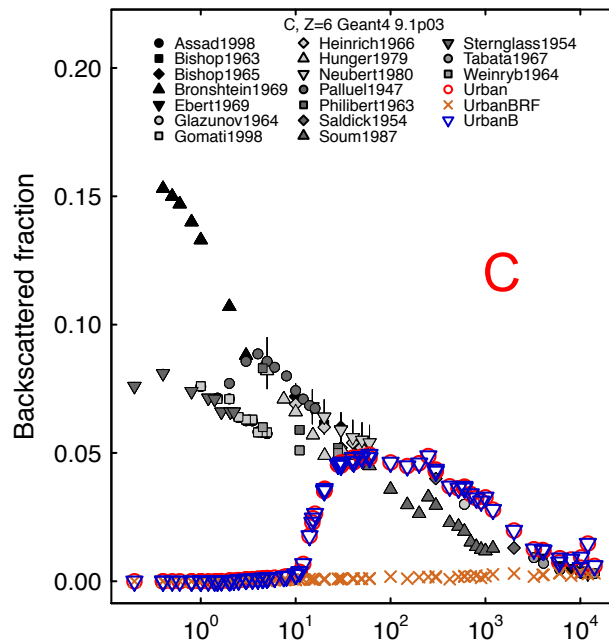 C, Z=6 Geant4 9.1p03
Assad1998 Heinrich1966 Sternglass1954
Bishop1963 Hunger1979 Tabata1967
Bishop1965 Neubert1980 Weinryb1964
Bronshtein1969 Palluel1947 Urban
Ebert1969 Philibert1963 UrbanBRF
Glazunov1964 Saldick1954 UrbanB
Gomati1998 Soum1987
Backscattered fraction
0.20
0.15
0.10
0.05
0.00
C
10⁰ 10¹ 10² 10³ 10⁴